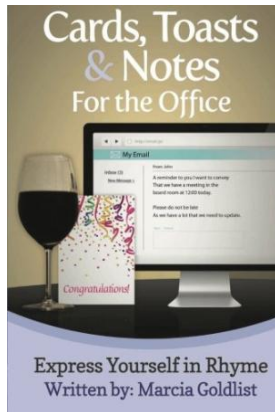 Cards, Toasts
& Notes
For the Office
My Email
From: John
A reminder to you I want to convey
That we have a meeting in the
board room at 12:00 today.
Please do not be late
As we have a lot that we need to update.
Congratulations!
Express Yourself in Rhyme
Written by: Marcia Goldlist